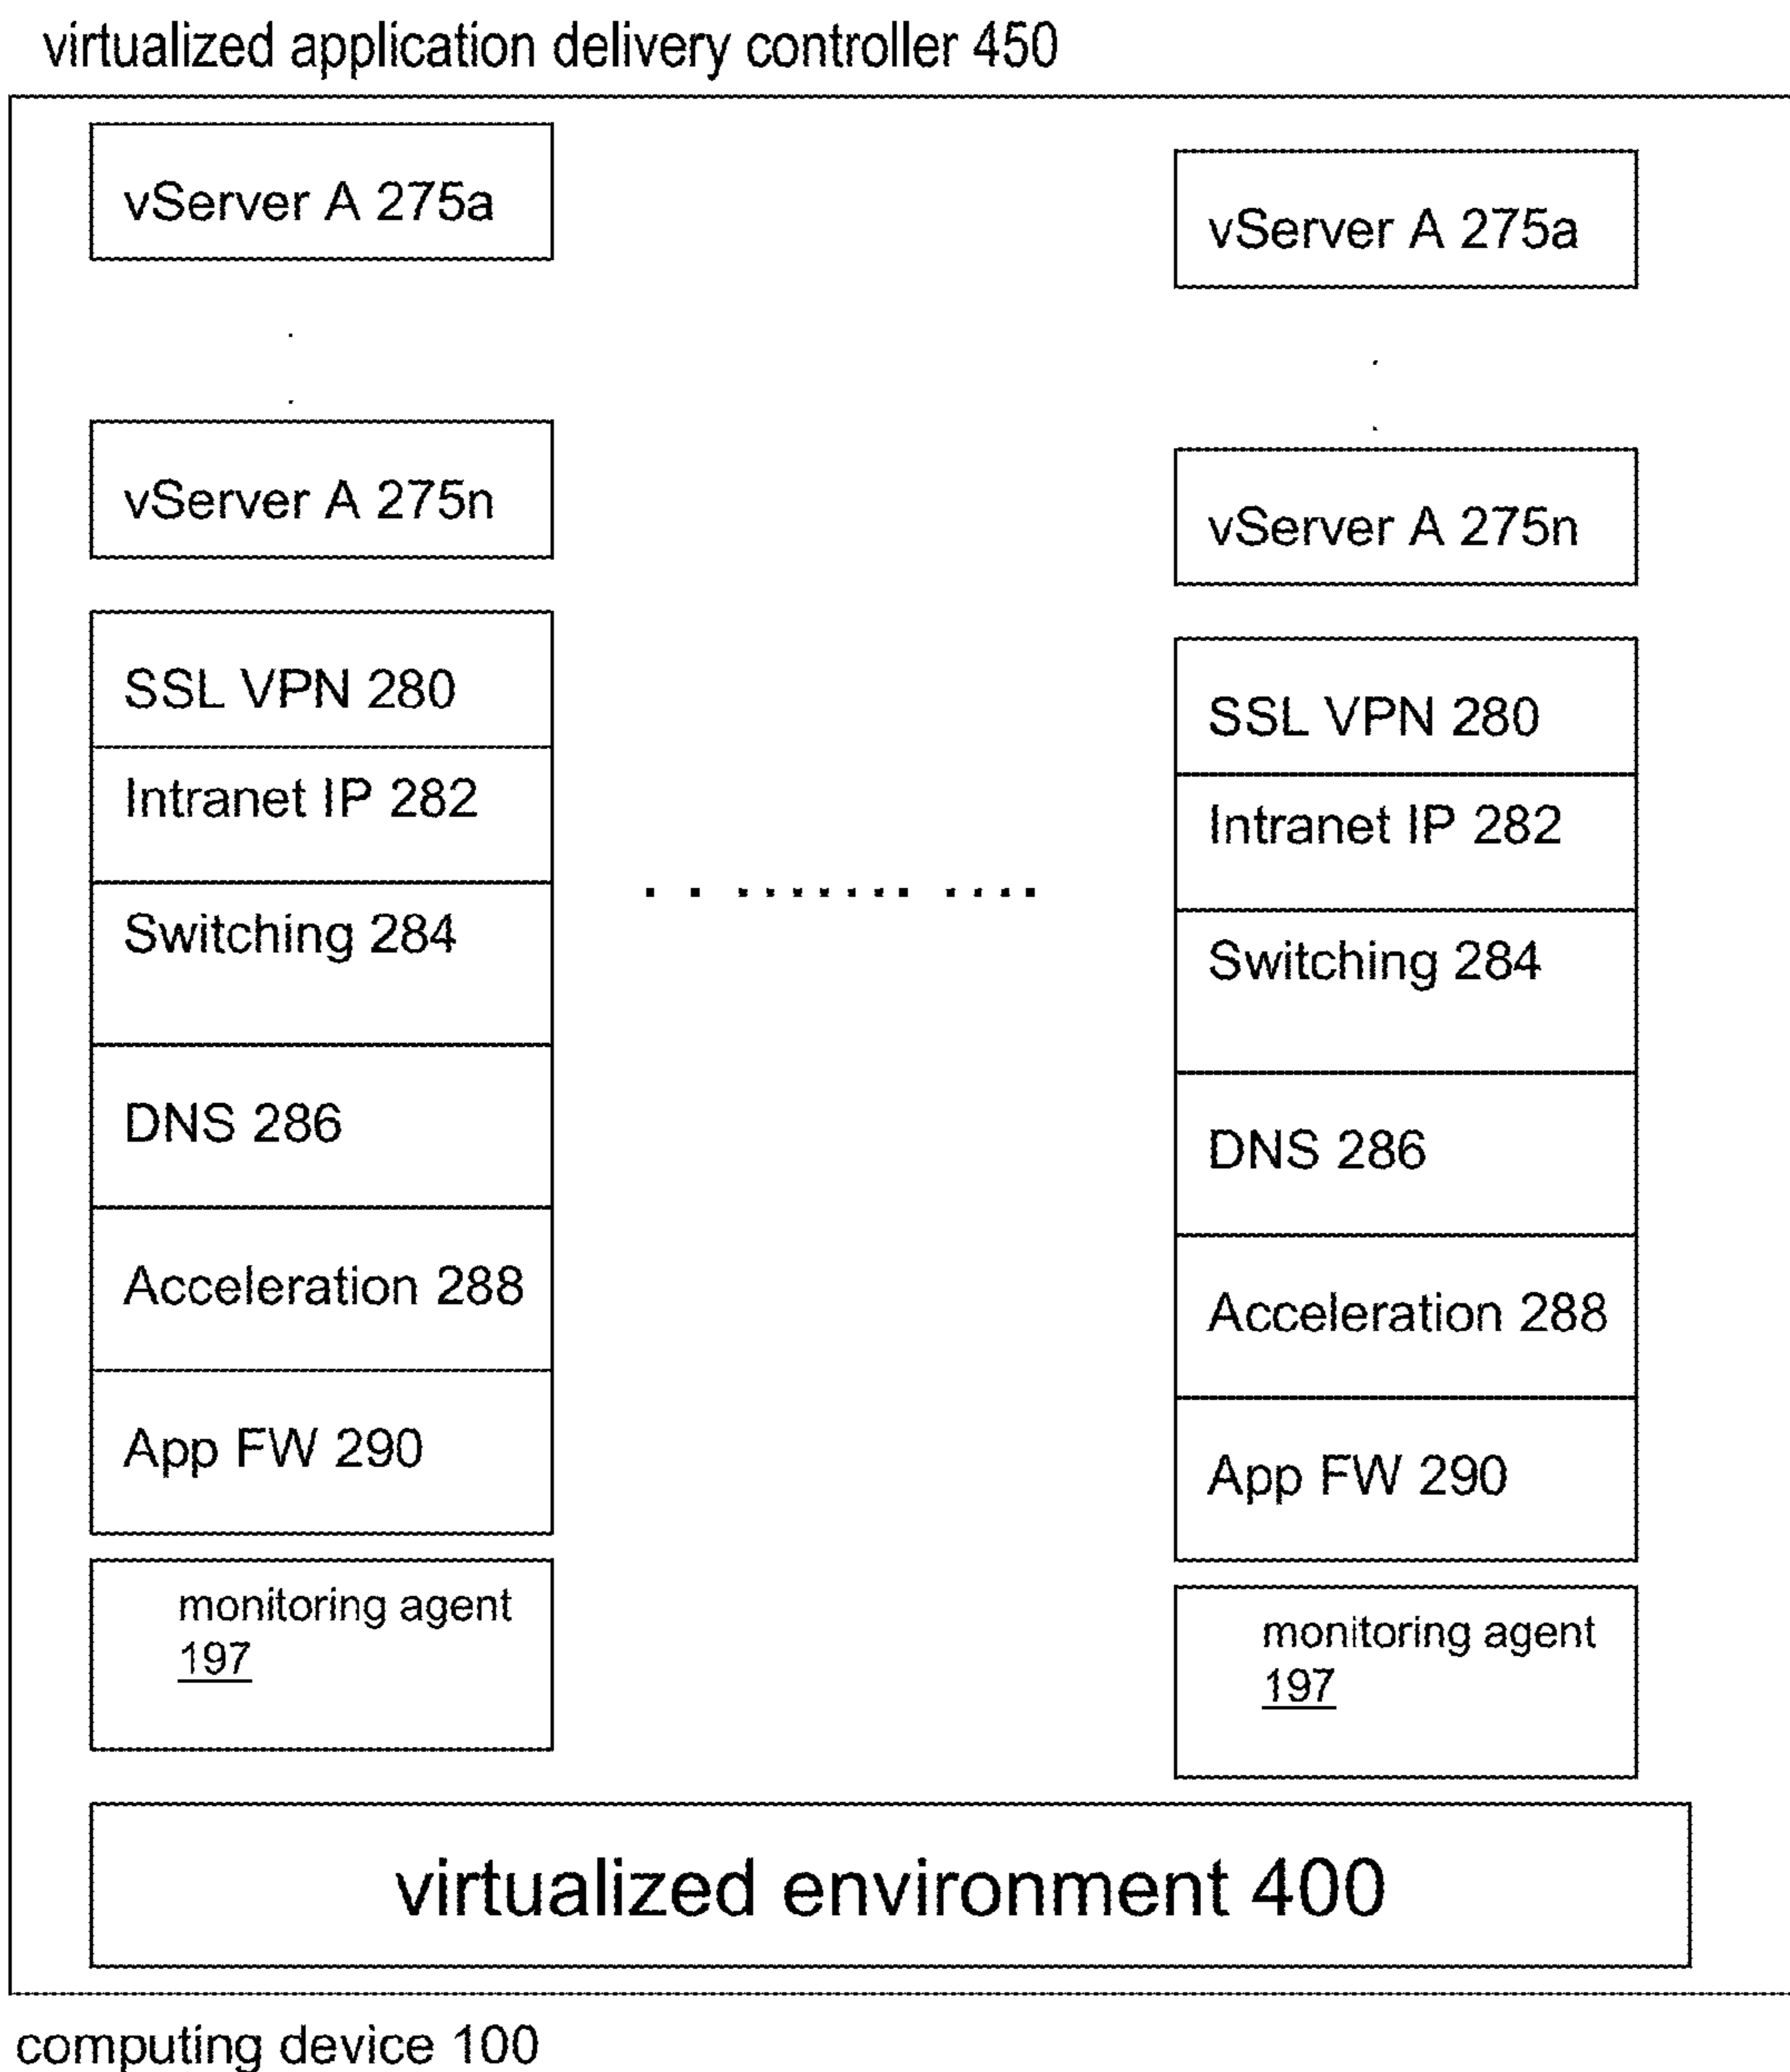 virtualized application delivery controller 450
vServer A 275a
vServer A 275n
SSL VPN 280
Intranet IP 282
Switching 284
DNS 286
Acceleration 288
App FW 290
monitoring agent
197
vServer A 275a
vServer A 275n
SSL VPN 280
Intranet IP 282
Switching 284
DNS 286
Acceleration 288
App FW 290
monitoring agent
197
virtualized environment 400
computing device 100